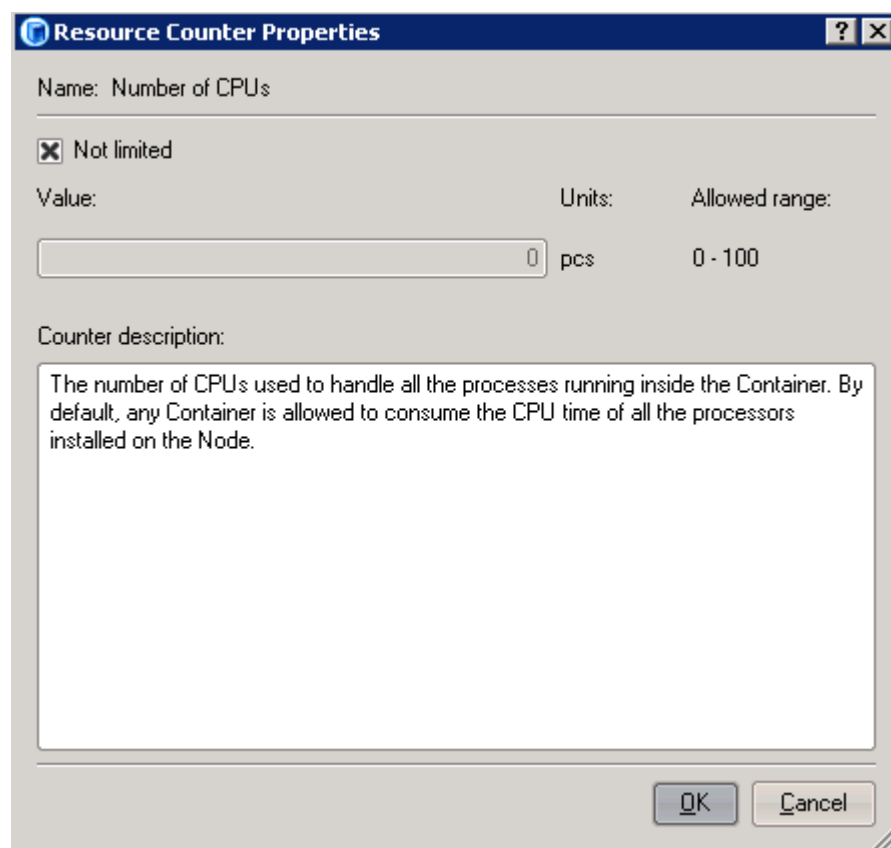 Resource Counter Properties
Name: Number of CPUs
Not limited
Value: Units: Allowed range:
0 pcs 0 - 100
Counter description:
The number of CPUs used to handle all the processes running inside the Container. By
default, any Container is allowed to consume the CPU time of all the processors
installed on the Node.
OK Cancel